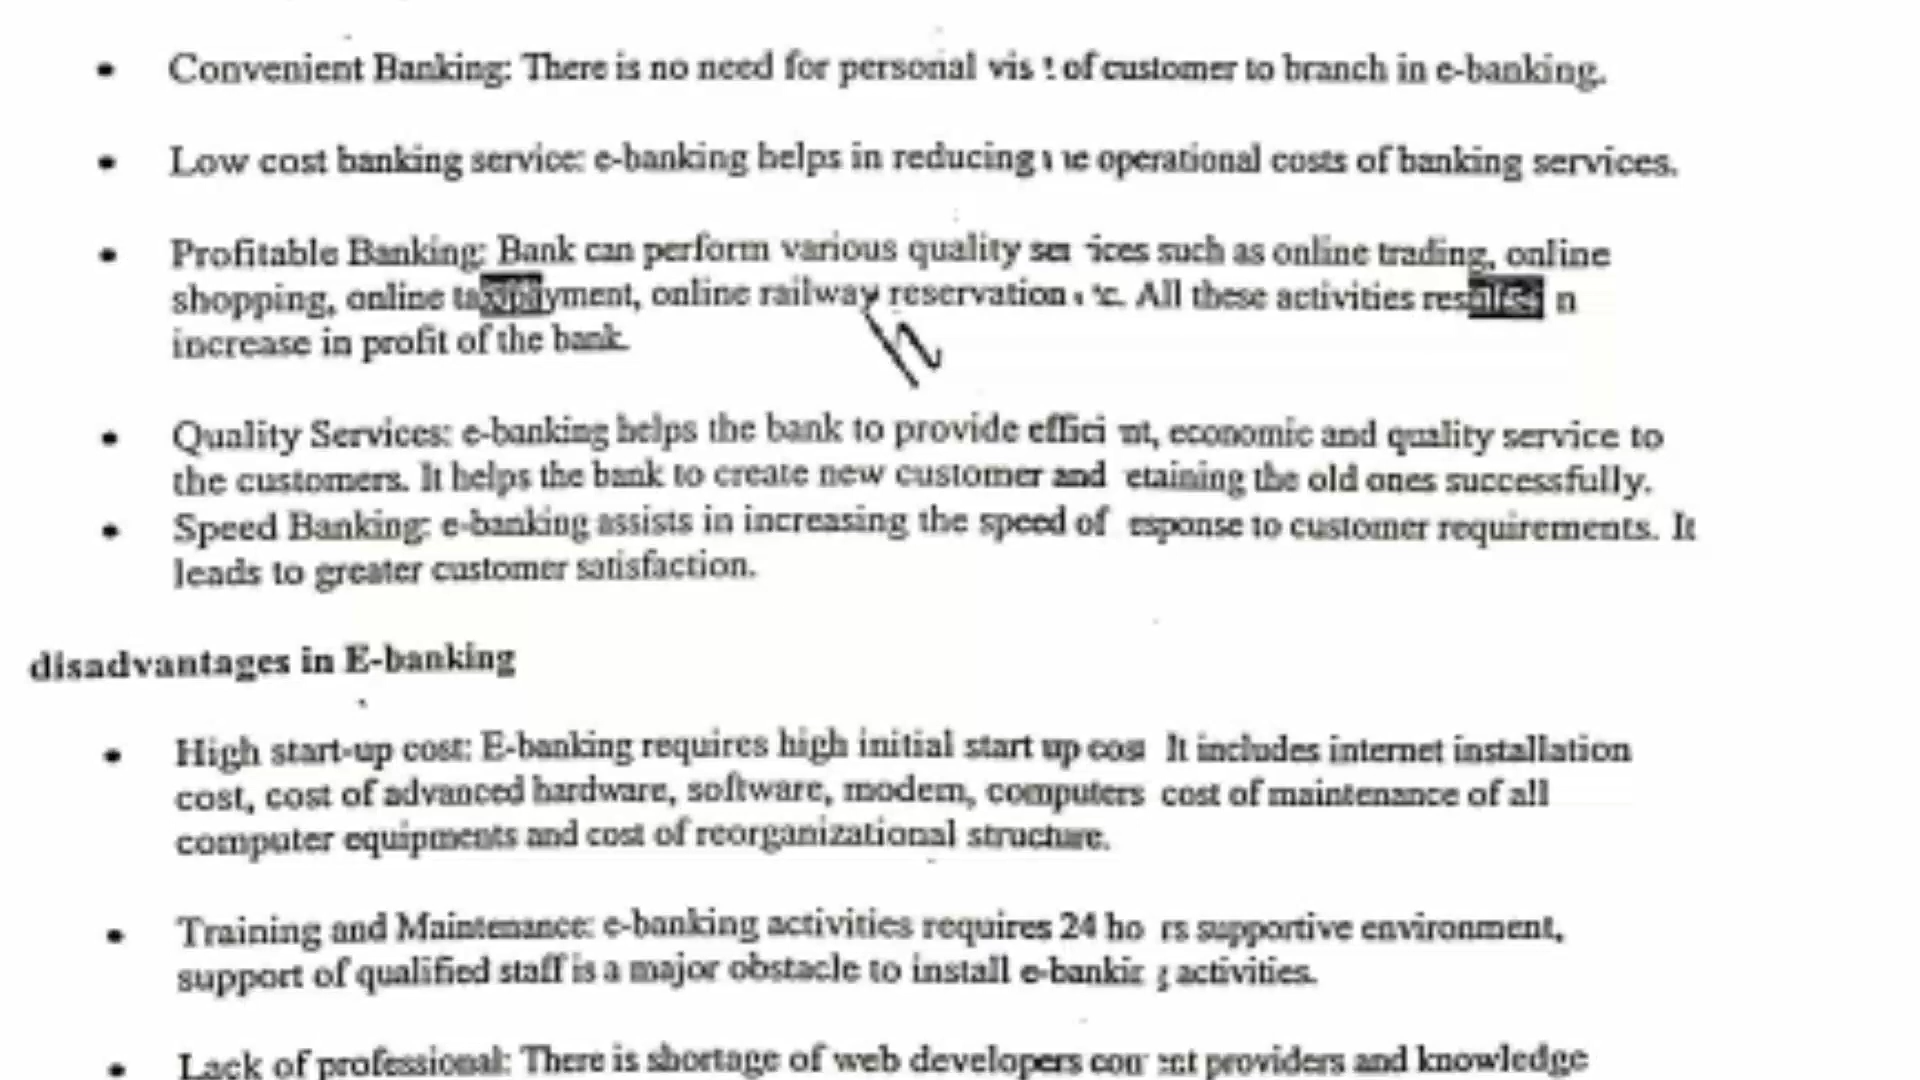 • Convenient Banking: There is no need for personal vis t of customer to branch in e-banking.
• Low cost banking service: e-banking helps in reducing operational costs of banking services.
• Profitable Banking: Bank can perform various quality ser ices such as online trading, online
shopping, online payment, online railway reservation All these activities n
increase in profit of the bank.
• Quality Services: e-banking helps the bank to provide effici nt, economic and quality service to
the customers. It helps the bank to create new customer and etaining the old ones successfully.
• Speed Banking: e-banking assists in increasing the speed of esponse to customer requirements. It
leads to greater customer satisfaction.
disadvantages in E-banking
• High start-up cost: E-banking requires high initial start up cost It includes internet installation
cost, cost of advanced hardware, software, modem, computers cost of maintenance of all
computer equipments and cost of reorganizational structure.
• Training and Maintenance: e-banking activities requires 24 ho rs supportive environment,
support of qualified staff is a major obstacle to install e-bankin g activities.
• Lack of professional: There is shortage of web developers providers and knowledge